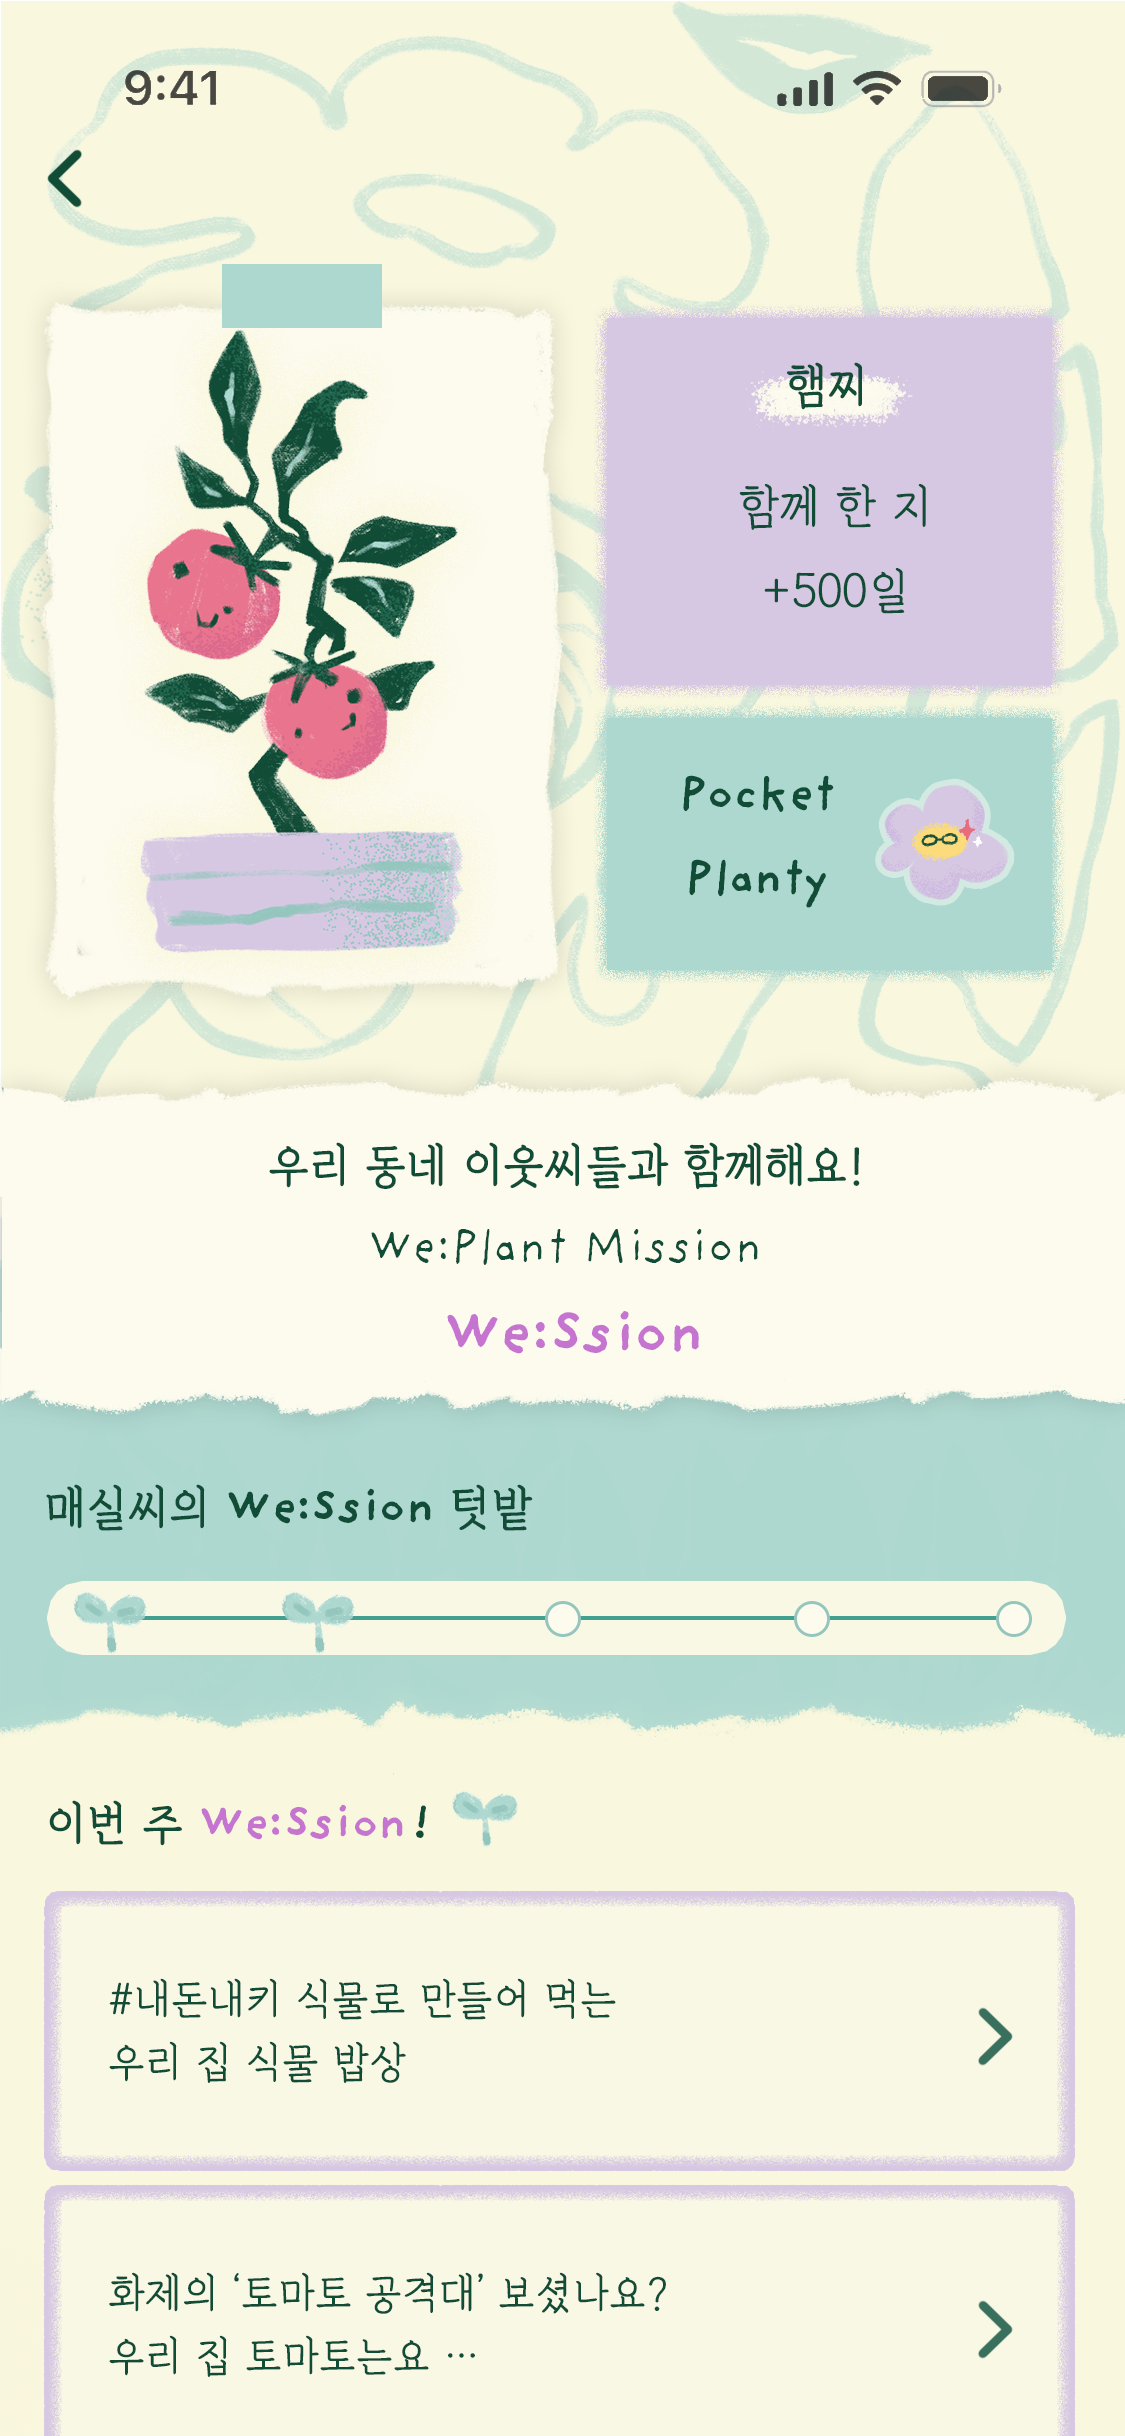 9:41
햄찌
함께 한 지
+500일
Pocket
Planty
우리 동네 이웃씨들과 함께해요!
We:Plant Mission
We:Ssion
매실씨의 We:Ssion 텃밭
이번 주 We:Ssion!
#내돈내키 식물로 만들어 먹는
우리 집 식물 밥상
화제의 ‘토마토 공격대’ 보셨나요?
우리 집 토마토는요 …